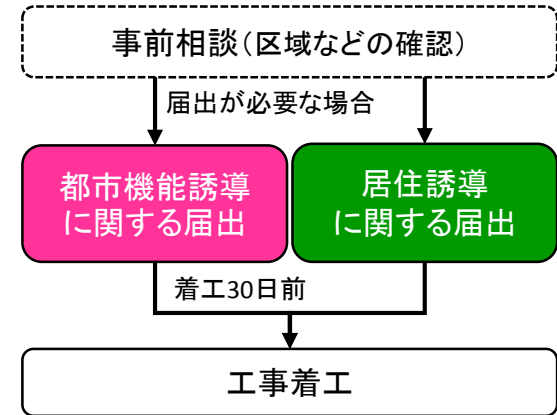 事前相談（区域などの確認）
届出が必要な場合
都市機能誘導
に関する届出
居住誘導
に関する届出
着工30日前
工事着工